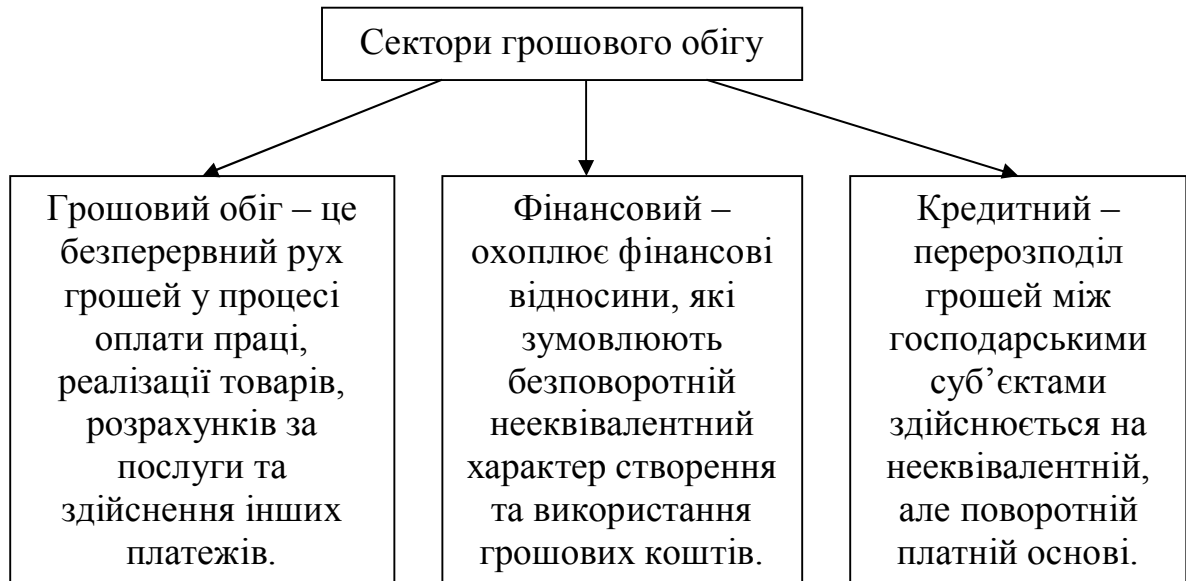 Сектори грошового обігу
Грошовий обіг – це
безперервний рух
грошей у процесі
оплати праці,
реалізації товарів,
розрахунків за
послуги та
здійснення інших
платежів.
Фінансовий –
охоплює фінансові
відносини, які
зумовлюють
безповоротній
нееквівалентний
характер створення
та використання
грошових коштів.
Кредитний –
перерозподіл
грошей між
господарськими
суб’єктами
здійснюється на
нееквівалентній,
але поворотній
платній основі.